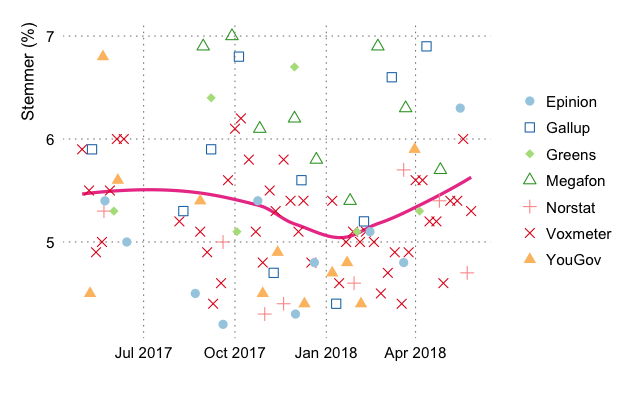 Stemmer (%)
7
6
5
Jul 2017
Oct 2017
Jan 2018
Apr 2018
Epinion
Gallup
Greens
Megafon
Norstat
Voxmeter
YouGov